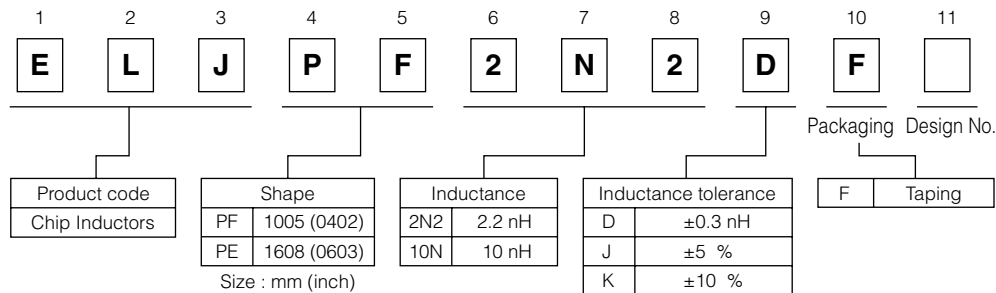 1 2 3 4 5 6 7 8 9 10 11
E L J P F 2 N 2 D F
Packaging Design No.
Product code
Chip Inductors
Shape
PF 1005 (0402)
PE 1608 (0603)
Size : mm (inch)
Inductance
2N2 2.2 nH
10N 10 nH
Inductance tolerance
D ±0.3 nH
J ±5 %
K ±10 %
F Taping